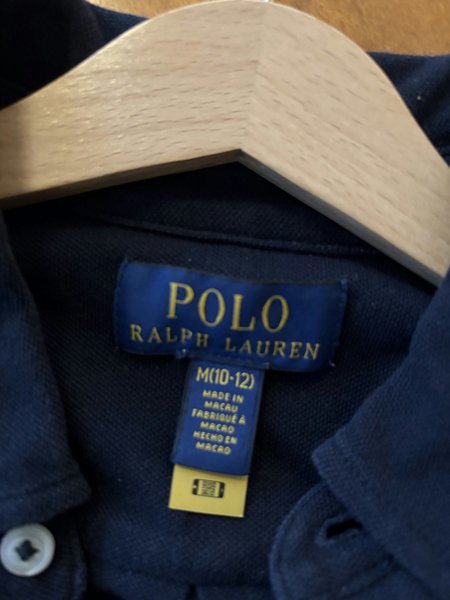 POLO
RALPH LAUREN
M(10-12)
MADE IN
MACAU
FABRIQUÉ À
MACAO
HECHO EN
MACAO